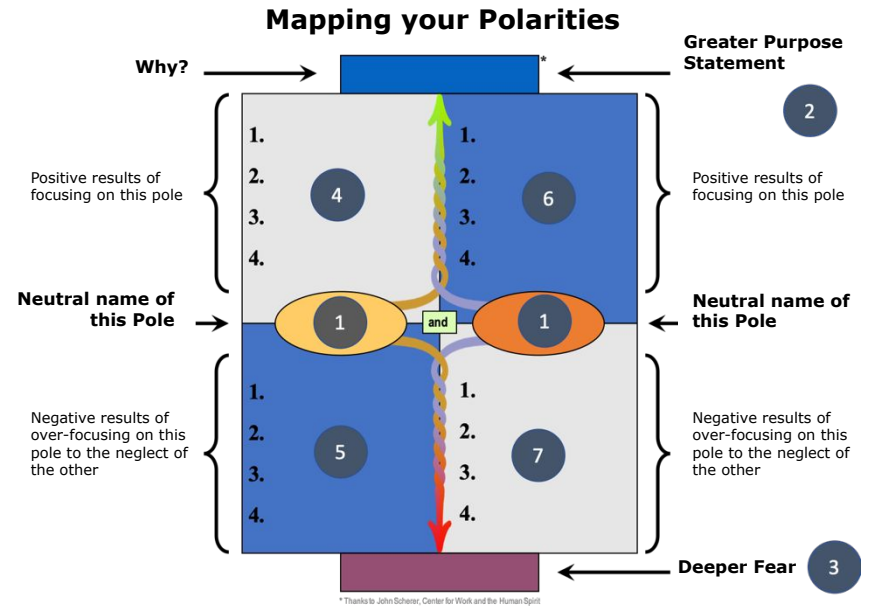 Mapping your Polarities
Why?
*
Greater Purpose
Statement
2
Positive results of
focusing on this pole
1.
2.
3.
4.
4
1.
2.
3.
4.
6
Positive results of
focusing on this pole
Neutral name of
this Pole
1
and
1
Neutral name of
this Pole
Negative results of
over-focusing on this
pole to the neglect of
the other
1.
2.
3.
4.
5
1.
2.
3.
4.
7
Negative results of
over-focusing on this
pole to the neglect of
the other
Deeper Fear
3
* Thanks to John Scherer, Center for Work and the Human Spirit